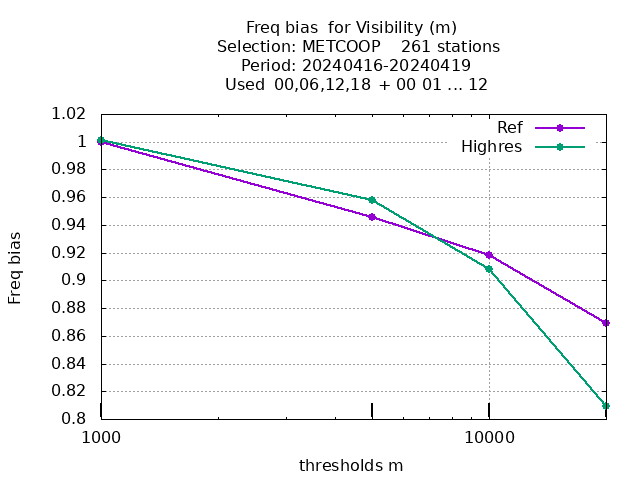 Freq bias  for Visibility (m)
Selection: METCOOP    261 stations
Period: 20240416-20240419
Used  00,06,12,18 + 00 01 ... 12
Ref
Highres
1.02
1
0.98
0.96
0.94
0.92
0.9
0.88
0.86
0.84
0.82
0.8
Freq bias
1000
10000
thresholds m